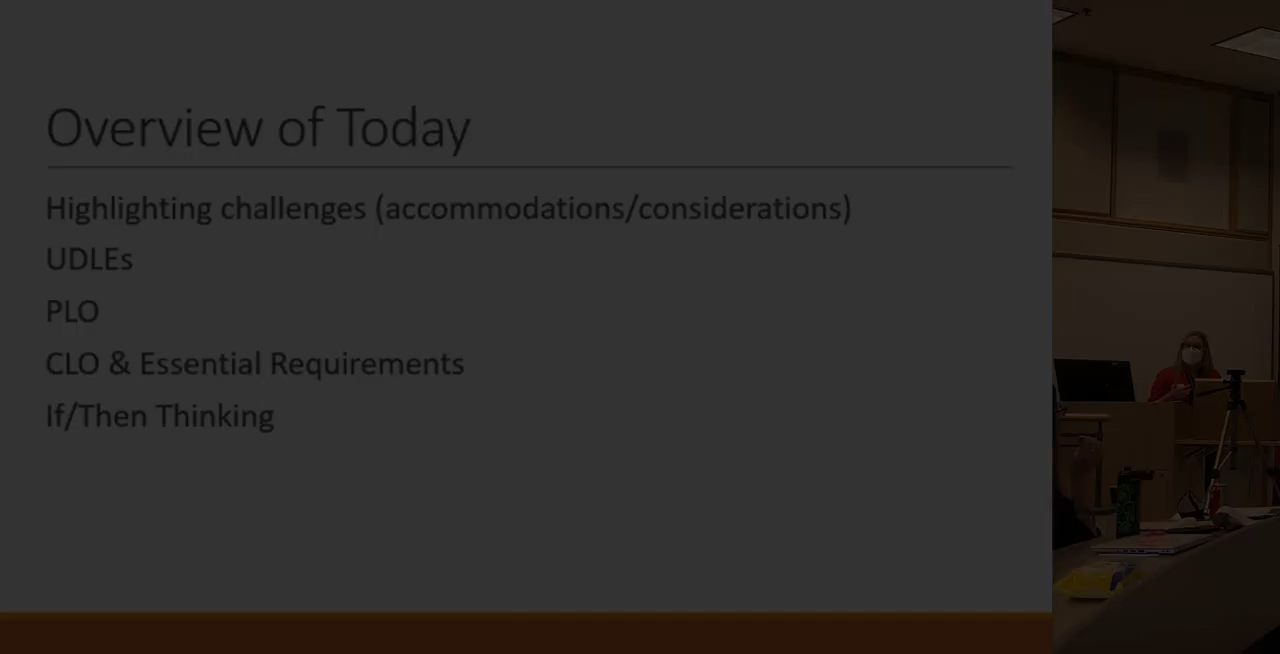 Overview of Today
Highlighting challenges (accommodations/considerations)
UDLEs
PLO
CLO & Essential Requirements
If/Then Thinking